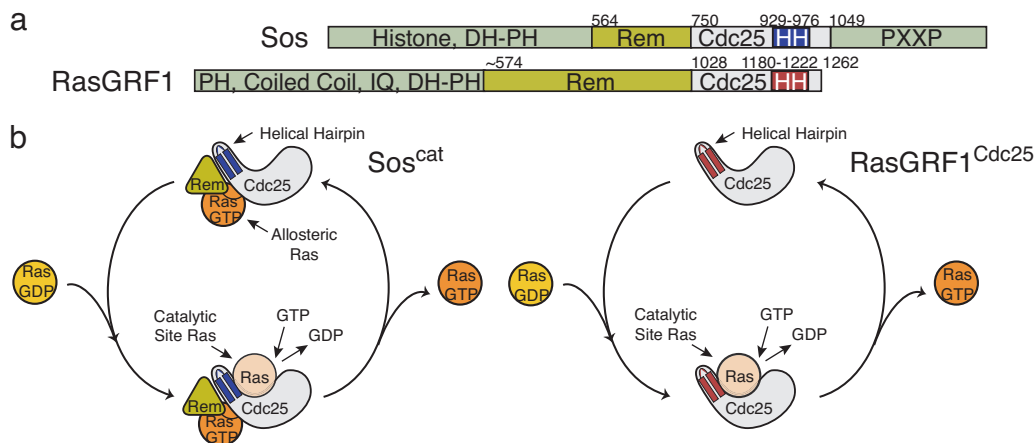 a
564 750 929-976 1049
Sos Histone, DH-PH Rem Cdc25 HH PXXP
~574 1028 1180-1222 1262
RasGRF1 PH, Coiled Coil, IQ, DH-PH Rem Cdc25 HH
b
Helical Hairpin
Sos^cat
Rem
Cdc25
Ras
GTP
Allosteric
Ras
Ras
GDP
Ras
GTP
Catalytic
Site Ras
GTP
GDP
Ras
Rem
Cdc25
Ras
GTP
Helical Hairpin
RasGRF1^Cdc25
Cdc25
Ras
GDP
Ras
GTP
Catalytic
Site Ras
GTP
GDP
Ras
Cdc25